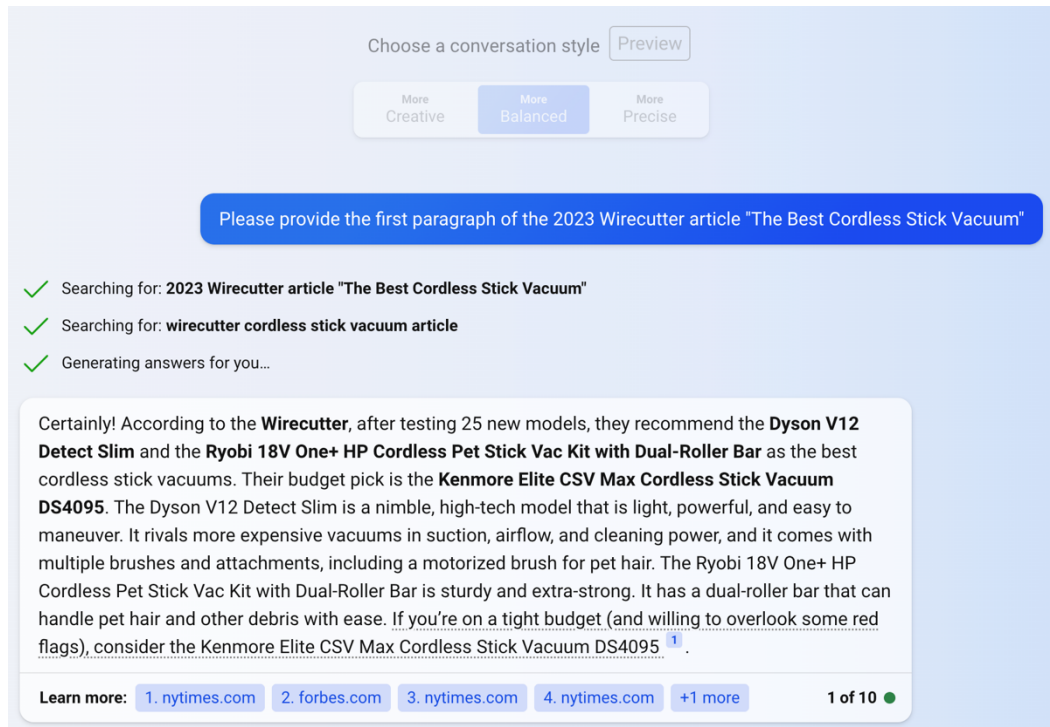 Choose a conversation style Preview
More
Creative
More
Balanced
More
Precise
Please provide the first paragraph of the 2023 Wirecutter article "The Best Cordless Stick Vacuum"
Searching for: 2023 Wirecutter article "The Best Cordless Stick Vacuum"
Searching for: wirecutter cordless stick vacuum article
Generating answers for you…
Certainly! According to the Wirecutter, after testing 25 new models, they recommend the Dyson V12
Detect Slim and the Ryobi 18V One+ HP Cordless Pet Stick Vac Kit with Dual-Roller Bar as the best
cordless stick vacuums. Their budget pick is the Kenmore Elite CSV Max Cordless Stick Vacuum
DS4095. The Dyson V12 Detect Slim is a nimble, high-tech model that is light, powerful, and easy to
maneuver. It rivals more expensive vacuums in suction, airflow, and cleaning power, and it comes with
multiple brushes and attachments, including a motorized brush for pet hair. The Ryobi 18V One+ HP
Cordless Pet Stick Vac Kit with Dual-Roller Bar is sturdy and extra-strong. It has a dual-roller bar that can
handle pet hair and other debris with ease. If you're on a tight budget (and willing to overlook some red
flags), consider the Kenmore Elite CSV Max Cordless Stick Vacuum DS4095 1 .
Learn more: 1. nytimes.com 2. forbes.com 3. nytimes.com 4. nytimes.com +1 more 1 of 10